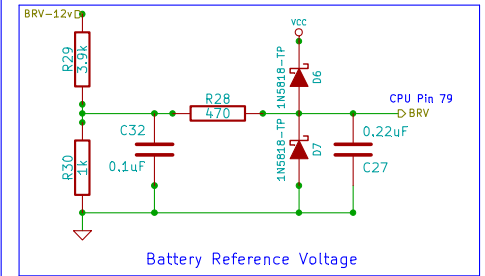 BRV-12v
VCC
R29
3.9k
1N5818-TP
D6
R28
470
CPU Pin 79
BRV
C32
0.1uF
R30
1k
1N5818-TP
D7
0.22uF
C27
Battery Reference Voltage